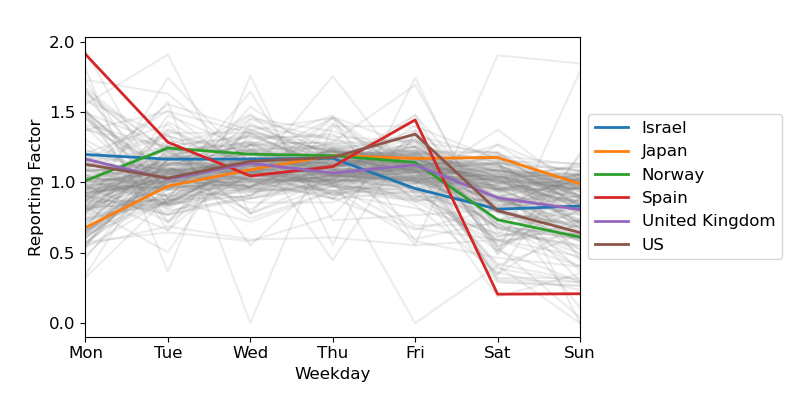 2.0
1.5
1.0
0.5
0.0
Reporting Factor
Mon Tue Wed Thu Fri Sat Sun
Weekday
Israel
Japan
Norway
Spain
United Kingdom
US